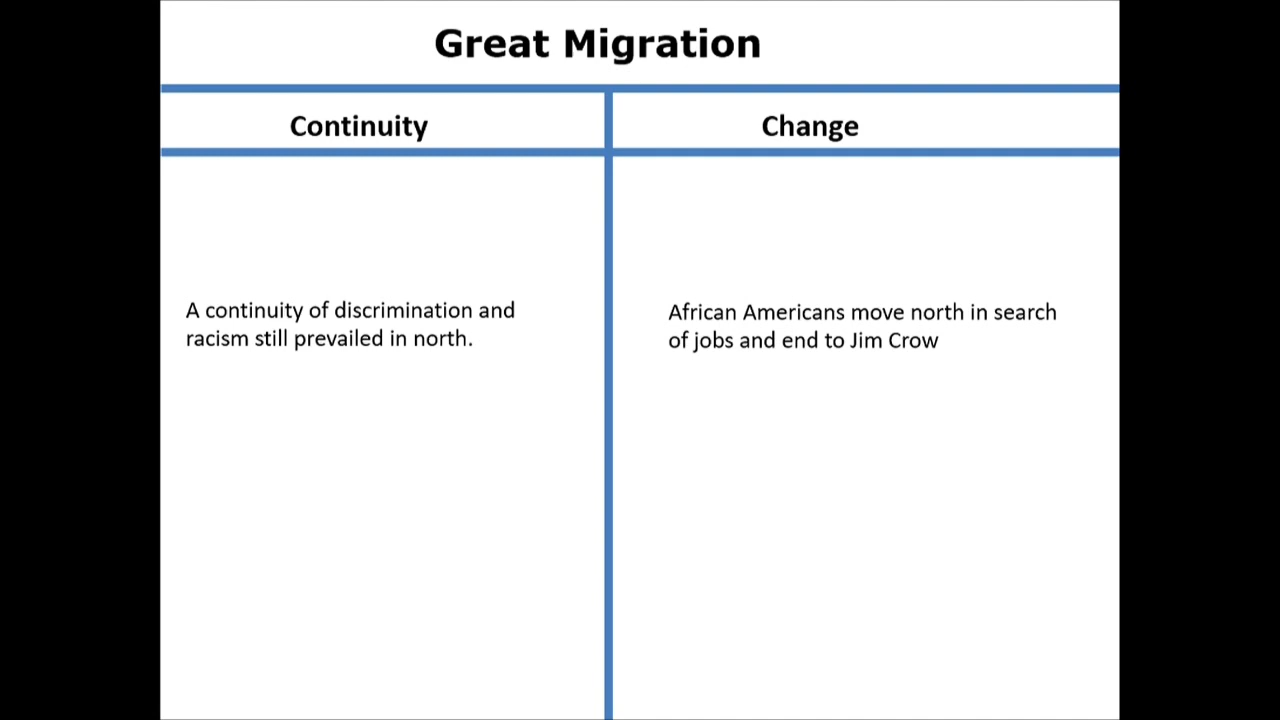 Great Migration
Continuity
Change
A continuity of discrimination and
racism still prevailed in north.
African Americans move north in search
of jobs and end to Jim Crow